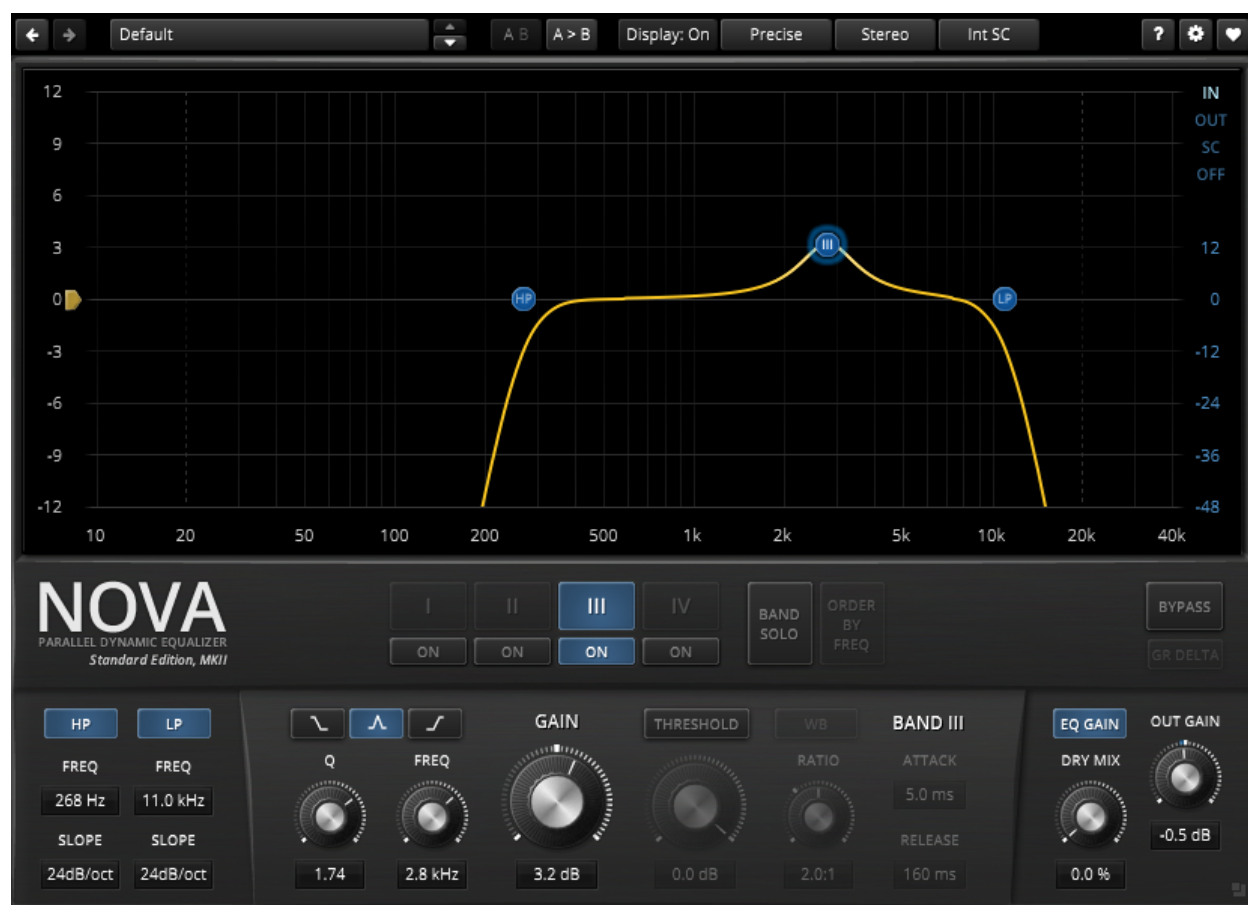 Default A B A > B Display: On Precise Stereo Int SC ?
12 IN
OUT
9 SC
OFF
6
3 III 12
0 HP LP 0
-3 -12
-6 -24
-9 -36
-12 -48
10 20 50 100 200 500 1k 2k 5k 10k 20k 40k
NOVA
PARALLEL DYNAMIC EQUALIZER
Standard Edition, MKII
I II III IV
ON ON ON ON
BAND
SOLO
ORDER
BY
FREQ
BYPASS
GR DELTA
HP LP
FREQ FREQ
268 Hz 11.0 kHz
SLOPE SLOPE
24dB/oct 24dB/oct
Q FREQ
1.74 2.8 kHz
GAIN
3.2 dB
THRESHOLD
0.0 dB
WB
RATIO
2.0:1
BAND III
ATTACK
5.0 ms
RELEASE
160 ms
EQ GAIN
DRY MIX
0.0 %
OUT GAIN
-0.5 dB